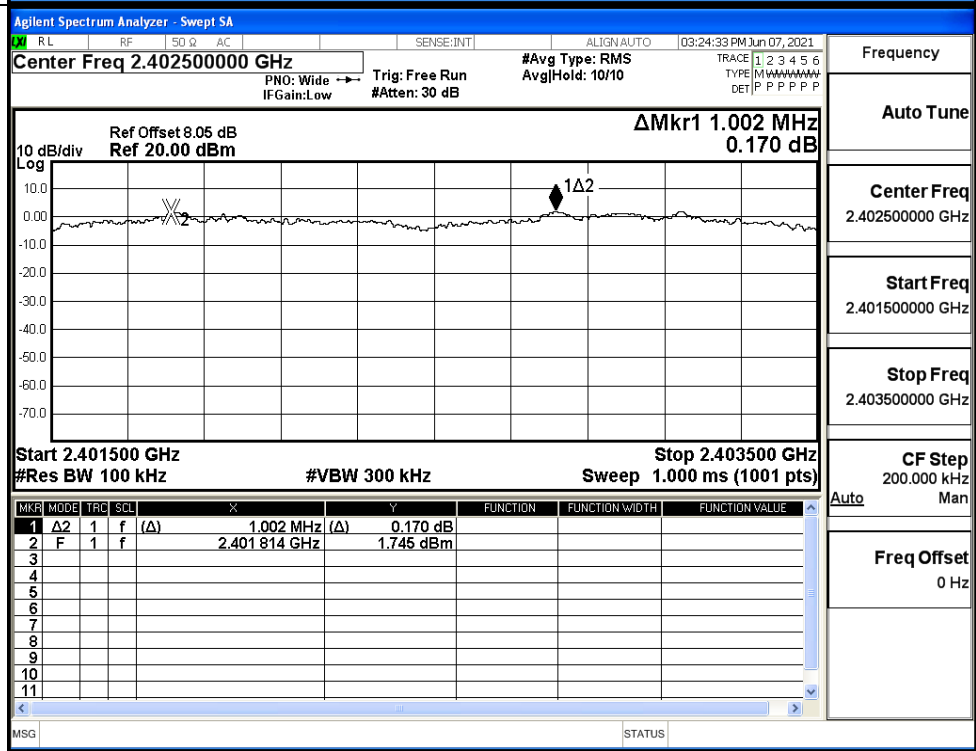 Agilent Spectrum Analyzer - Swept SA
LXI RL RF 50 Ω AC SENSE:INT ALIGNAUTO 03:24:33 PM Jun 07, 2021
Center Freq 2.402500000 GHz
PNO: Wide
IFGain:Low
Trig: Free Run
#Atten: 30 dB
#Avg Type: RMS
Avg|Hold: 10/10
TRACE 1 2 3 4 5 6
TYPE M WWWWW
DET P P P P P P
Frequency
Auto Tune
ΔMkr1 1.002 MHz
0.170 dB
Ref Offset 8.05 dB
10 dB/div Ref 20.00 dBm
Log
10.0
0.00
-10.0
-20.0
-30.0
-40.0
-50.0
-60.0
-70.0
2
1Δ2
Center Freq
2.402500000 GHz
Start Freq
2.401500000 GHz
Stop Freq
2.403500000 GHz
Start 2.401500 GHz Stop 2.403500 GHz
#Res BW 100 kHz #VBW 300 kHz Sweep 1.000 ms (1001 pts)
CF Step
200.000 kHz
Auto Man
MKR MODE TRC SCL X Y FUNCTION FUNCTION WIDTH FUNCTION VALUE
1 Δ2 1 f (Δ) 1.002 MHz (Δ) 0.170 dB
2 F 1 f 2.401 814 GHz 1.745 dBm
3
4
5
6
7
8
9
10
11
Freq Offset
0 Hz
MSG STATUS